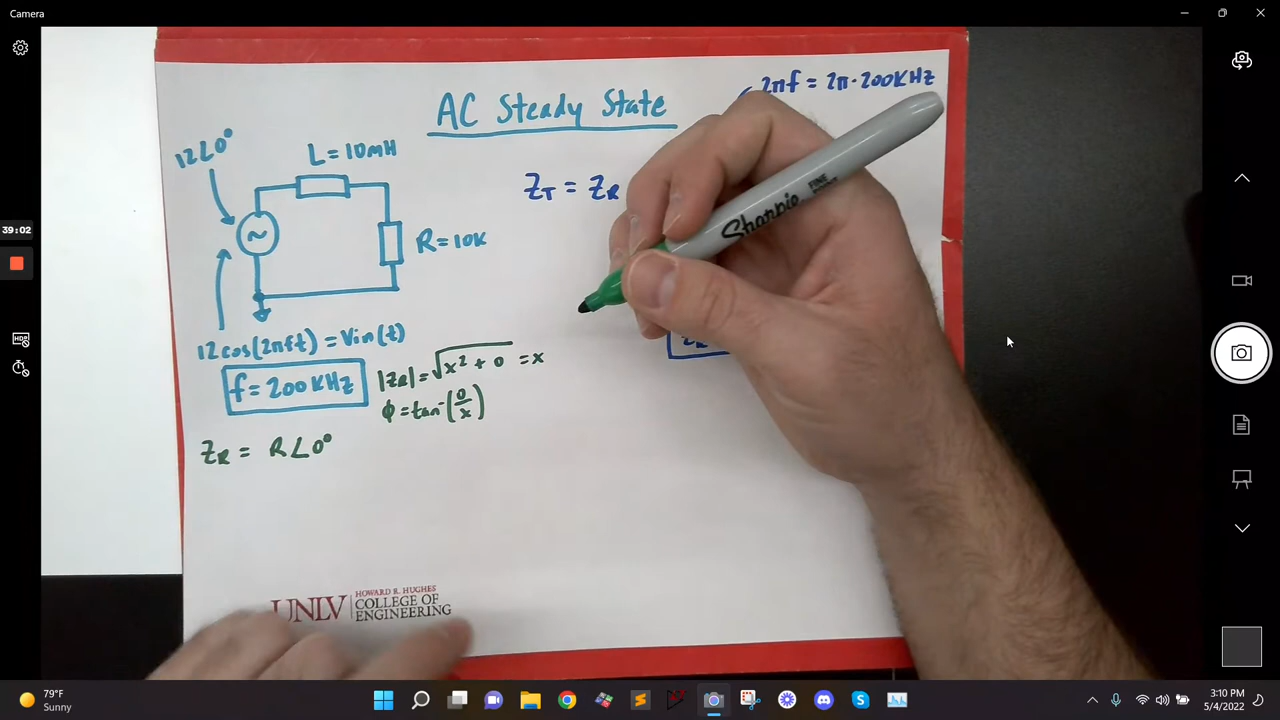 Camera
39:02
AC Steady State
2πf = 2π·200KHz
12∠0°
L=10mH
Z_T = Z_R
~
R=10K
Sharpie
FINE
12cos(2πft) = Vin(t)
f = 200KHz
|Z_R| = √x² + 0 = x
φ = tan⁻(0/x)
Z_R = R∠0°
UNLV
HOWARD R. HUGHES
COLLEGE OF
ENGINEERING
79°F
Sunny
3:10 PM
5/4/2022